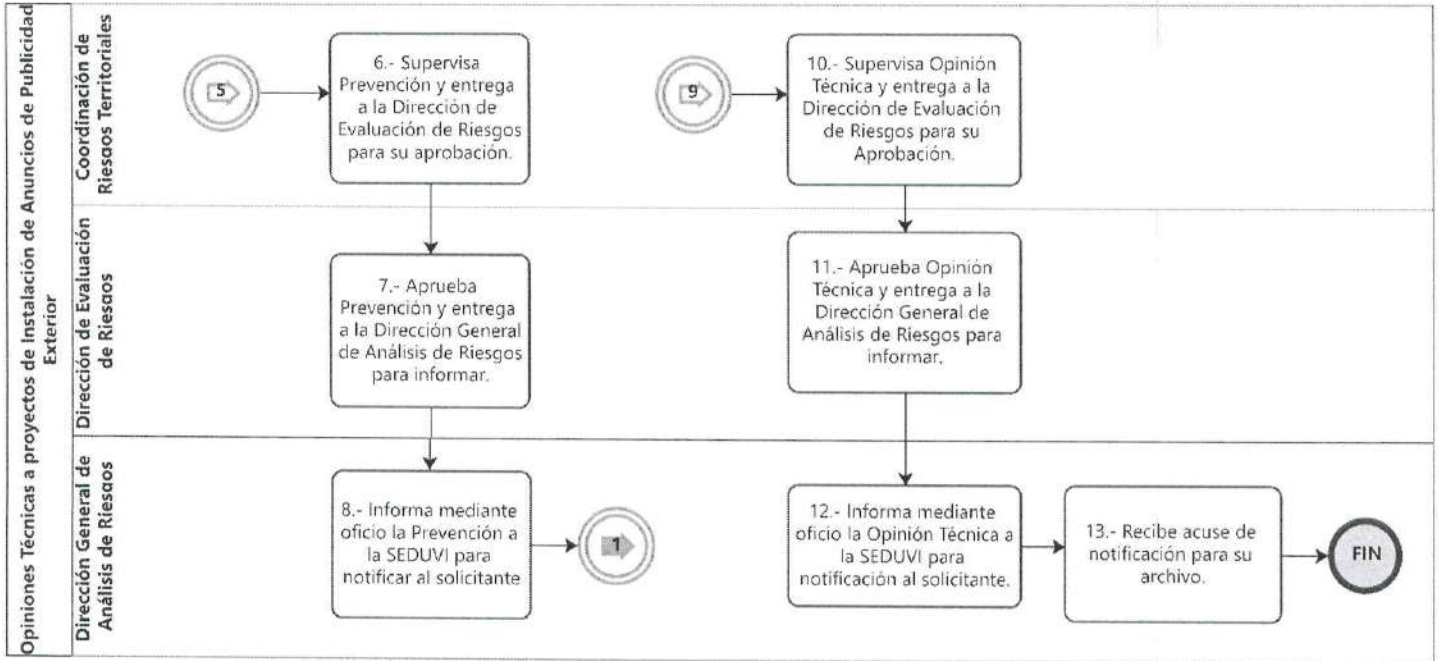 Opiniones Técnicas a proyectos de Instalación de Anuncios de Publicidad
Exterior
Coordinación de
Riesgos Territoriales
5
6.- Supervisa
Prevención y entrega
a la Dirección de
Evaluación de Riesgos
para su aprobación.
9
10.- Supervisa Opinión
Técnica y entrega a la
Dirección de Evaluación
de Riesgos para su
Aprobación.
Dirección de Evaluación
de Riesgos
7.- Aprueba
Prevención y entrega
a la Dirección General
de Análisis de Riesgos
para informar.
11.- Aprueba Opinión
Técnica y entrega a la
Dirección General de
Análisis de Riesgos para
informar.
Dirección General de
Análisis de Riesgos
8.- Informa mediante
oficio la Prevención a
la SEDUVI para
notificar al solicitante
1
12.- Informa mediante
oficio la Opinión Técnica a
la SEDUVI para
notificación al solicitante.
13.- Recibe acuse de
notificación para su
archivo.
FIN